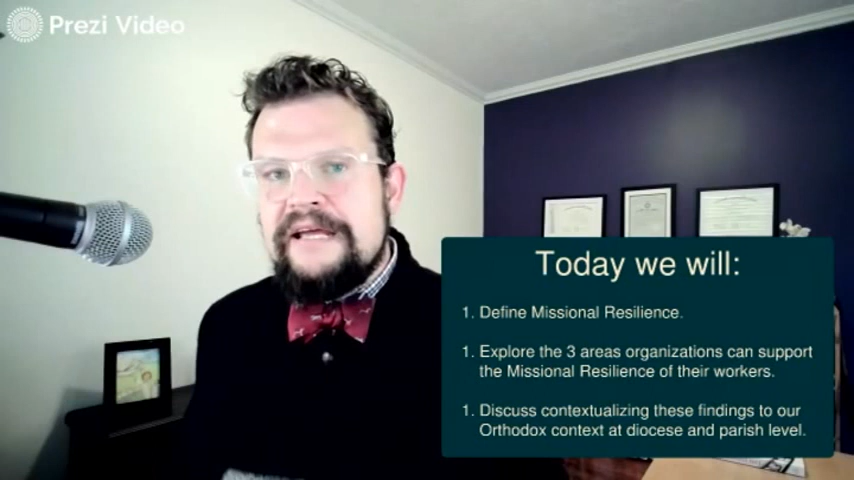 Prezi Video
Today we will:
1. Define Missional Resilience.
1. Explore the 3 areas organizations can support
the Missional Resilience of their workers.
1. Discuss contextualizing these findings to our
Orthodox context at diocese and parish level.